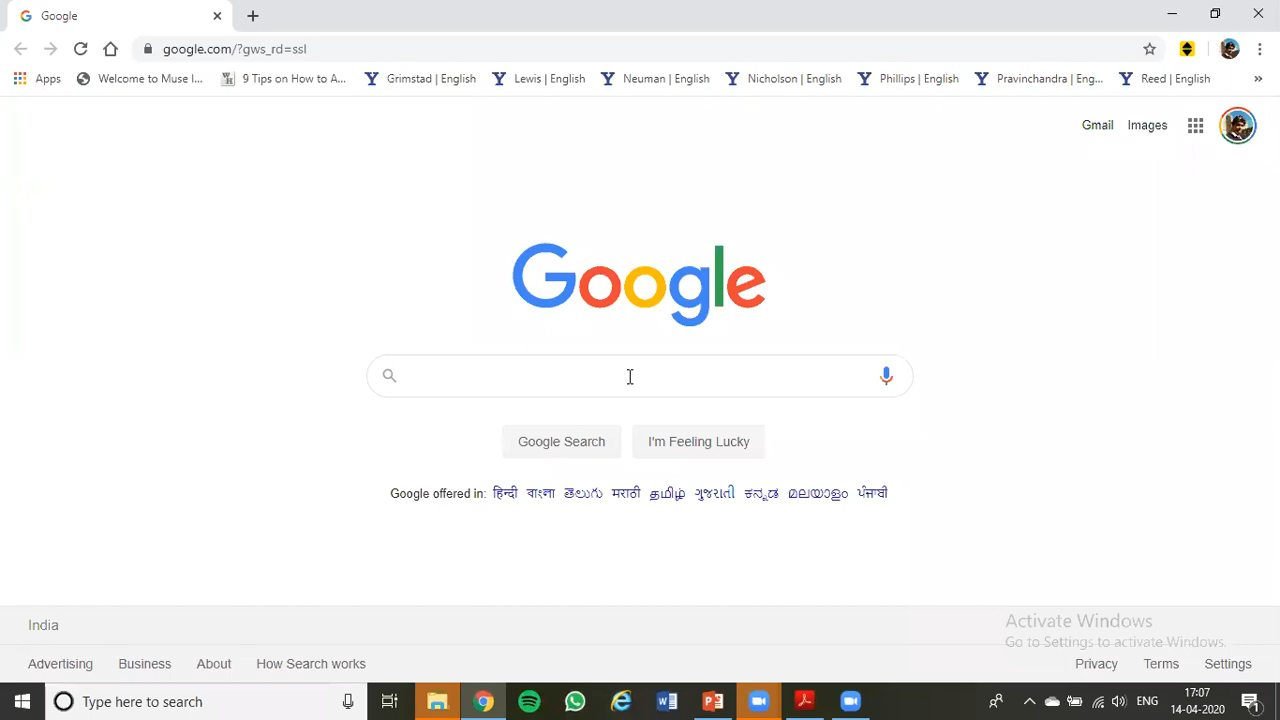 Google
google.com/?gws_rd=ssl
Apps Welcome to Muse I... 9 Tips on How to A... Grimstad | English Lewis | English Neuman | English Nicholson | English Phillips | English Pravinchandra | Eng... Reed | English »
Gmail Images
Google
Google Search I'm Feeling Lucky
Google offered in: हिन्दी বাংলা తెలుగు मराठी தமிழ் ગુજરાતી ಕನ್ನಡ മലയാളം ਪੰਜਾਬੀ
Activate Windows
Go to Settings to activate Windows.
India
Advertising Business About How Search works Privacy Terms Settings
Type here to search ENG 17:07
14-04-2020 1